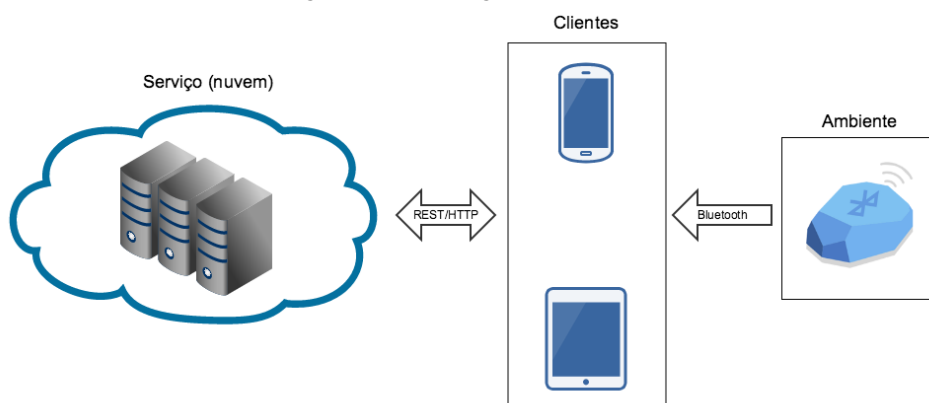 Clientes
Serviço (nuvem)
Ambiente
REST/HTTP
Bluetooth